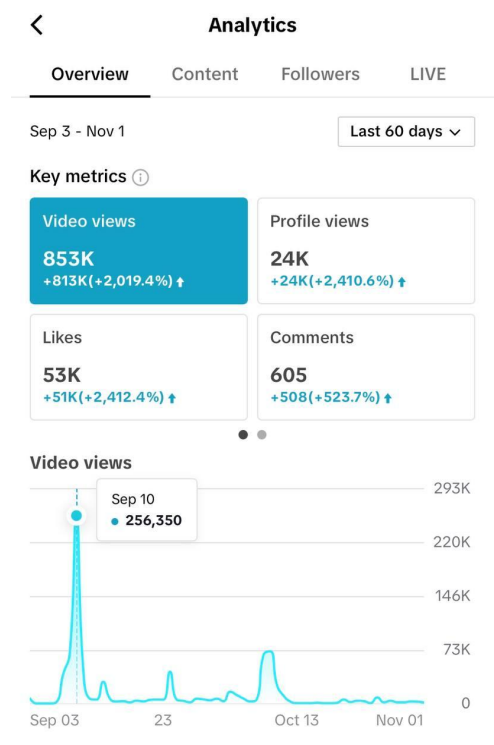 Analytics
Overview Content Followers LIVE
Sep 3 - Nov 1
Last 60 days
Key metrics
Video views
853K
+813K(+2,019.4%)
Profile views
24K
+24K(+2,410.6%)
Likes
53K
+51K(+2,412.4%)
Comments
605
+508(+523.7%)
Video views
Sep 10
256,350
293K
220K
146K
73K
0
Sep 03 23 Oct 13 Nov 01